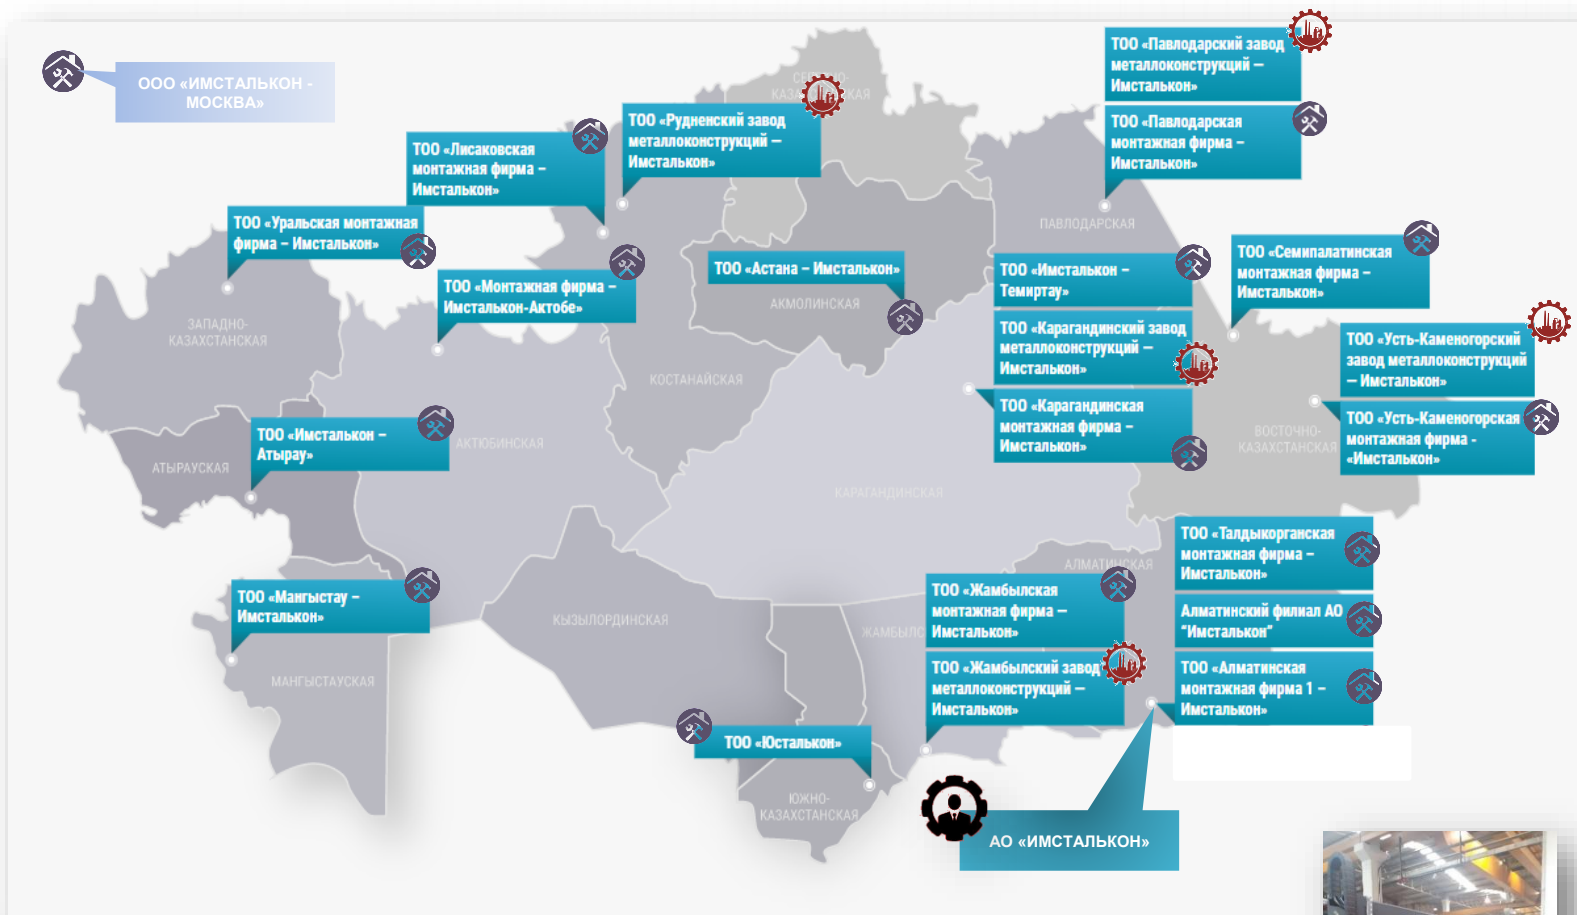 ООО «ИМСТАЛЬКОН -
МОСКВА»
ТОО «Павлодарский завод
металлоконструкций –
Имсталькон»
ТОО «Павлодарская
монтажная фирма –
Имсталькон»
ТОО «Рудненский завод
металлоконструкций –
Имсталькон»
ТОО «Лисаковская
монтажная фирма –
Имсталькон»
ТОО «Уральская монтажная
фирма – Имсталькон»
ПАВЛОДАРСКАЯ
ТОО «Монтажная фирма –
Имсталькон-Актобе»
ТОО «Астана – Имсталькон»
АКМОЛИНСКАЯ
ТОО «Имсталькон –
Темиртау»
ТОО «Карагандинский завод
металлоконструкций –
Имсталькон»
ТОО «Карагандинская
монтажная фирма –
Имсталькон»
ТОО «Семипалатинская
монтажная фирма –
Имсталькон»
ТОО «Усть-Каменогорский
завод металлоконструкций
– Имсталькон»
ТОО «Усть-Каменогорская
монтажная фирма -
«Имсталькон»
ЗАПАДНО-
КАЗАХСТАНСКАЯ
КОСТАНАЙСКАЯ
ВОСТОЧНО-
КАЗАХСТАНСКАЯ
ТОО «Имсталькон –
Атырау»
АКТЮБИНСКАЯ
АТЫРАУСКАЯ
КАРАГАНДИНСКАЯ
ТОО «Талдыкорганская
монтажная фирма –
Имсталькон»
Алматинский филиал АО
“Имсталькон”
ТОО «Алматинская
монтажная фирма 1 –
Имсталькон»
АЛМАТИНСКАЯ
ТОО «Жамбылская
монтажная фирма –
Имсталькон»
ТОО «Жамбылский завод
металлоконструкций –
Имсталькон»
ЖАМБЫЛС
ТОО «Мангыстау –
Имсталькон»
КЫЗЫЛОРДИНСКАЯ
МАНГЫСТАУСКАЯ
ТОО «Юсталькон»
ЮЖНО-
КАЗАХСТАНСКАЯ
АО «ИМСТАЛЬКОН»